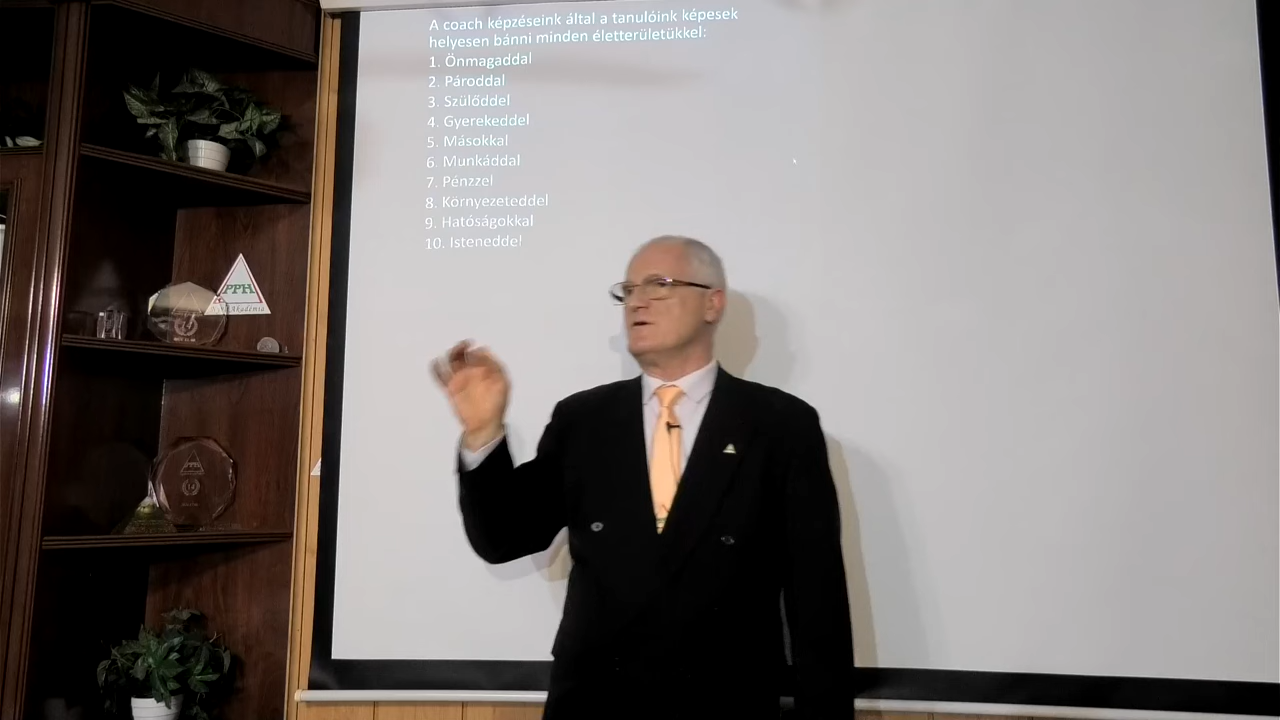 A coach képzéseink által a tanulóink képesek
helyesen bánni minden életterületükkel:
1. Önmagaddal
2. Pároddal
3. Szülőddel
4. Gyerekeddel
5. Másokkal
6. Munkáddal
7. Pénzzel
8. Környezeteddel
9. Hatóságokkal
10. Isteneddel
PPH
Akadémia